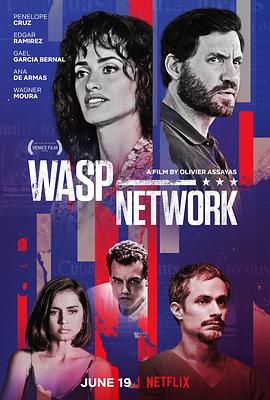 PENELOPE
CRUZ
EDGAR
RAMIREZ
GAEL
GARCIA BERNAL
ANA
DE ARMAS
WAGNER
MOURA
VENICE FILM
A FILM BY OLIVIER ASSAYAS
WASP
NETWORK
JUNE 19 NETFLIX